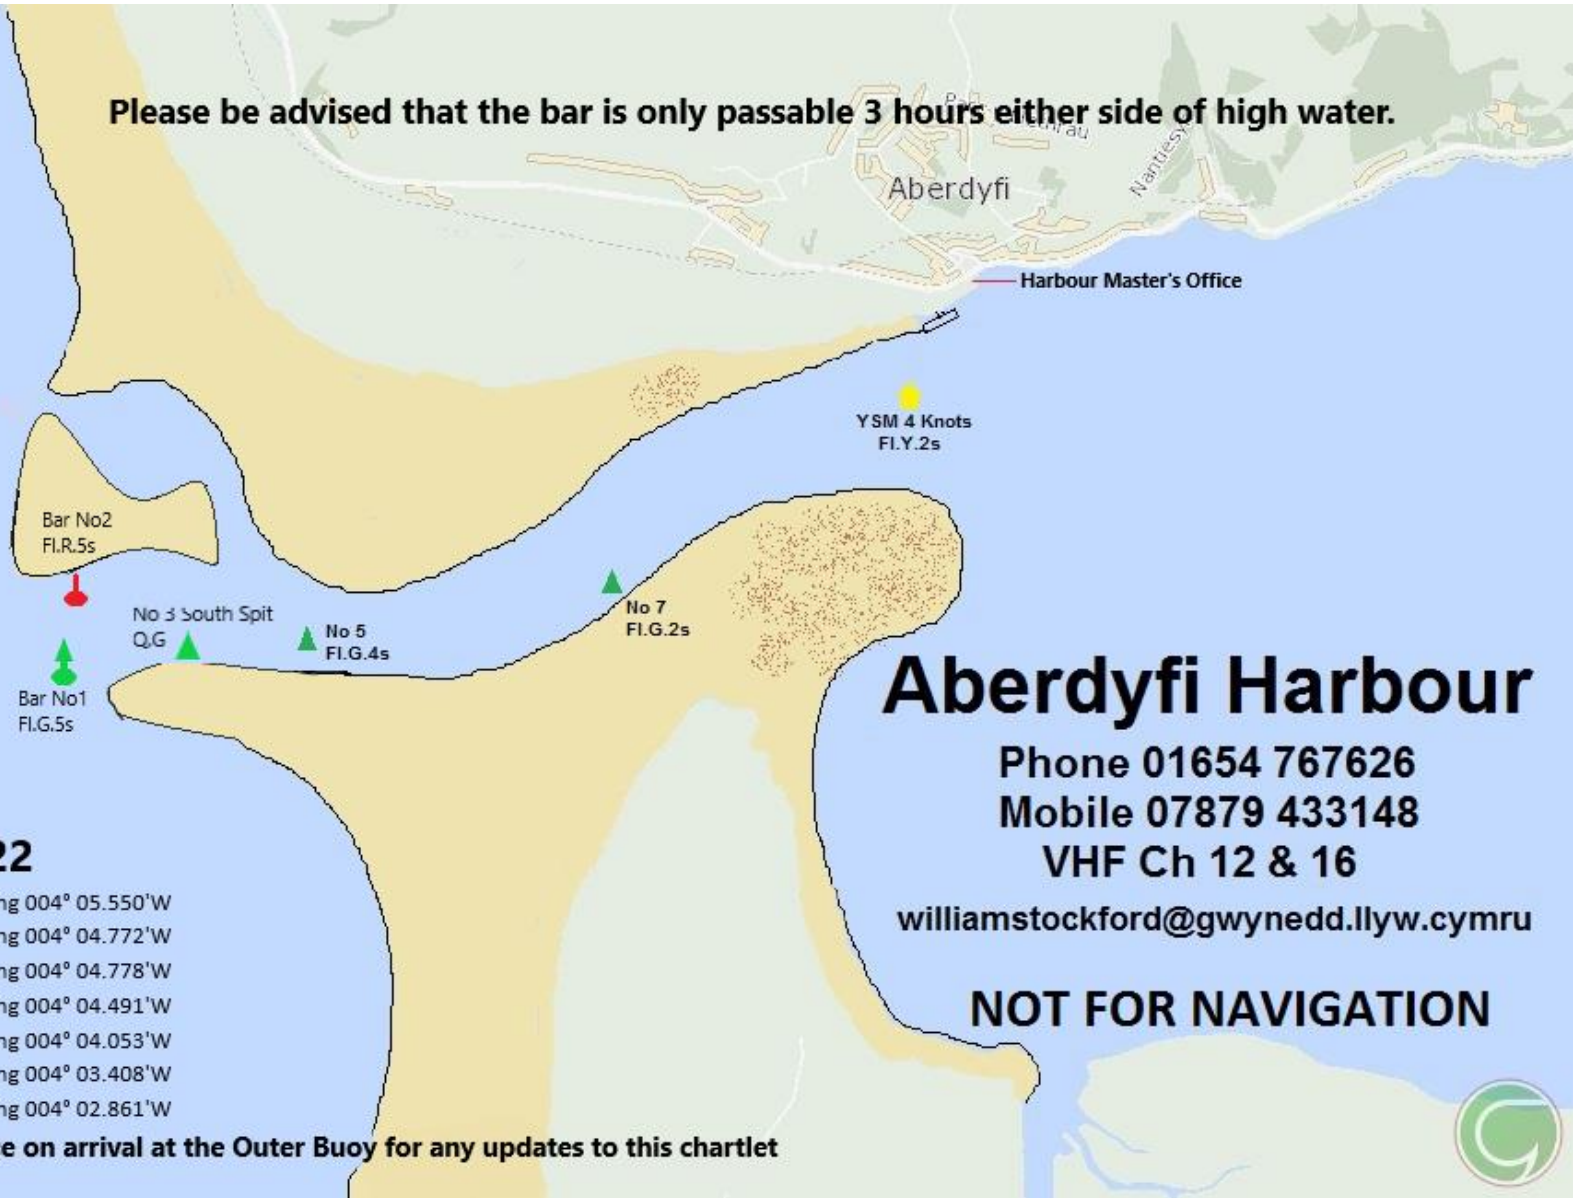 Please be advised that the bar is only passable 3 hours either side of high water.
Aberdyfi
Harbour Master's Office
YSM 4 Knots
Fl.Y.2s
Bar No2
Fl.R.5s
No 3 South Spit
Q,G
No 5
Fl.G.4s
No 7
Fl.G.2s
Bar No1
Fl.G.5s
Aberdyfi Harbour
Phone 01654 767626
Mobile 07879 433148
VHF Ch 12 & 16
williamstockford@gwynedd.llyw.cymru
NOT FOR NAVIGATION
22
ng 004° 05.550'W
ng 004° 04.772'W
ng 004° 04.778'W
ng 004° 04.491'W
ng 004° 04.053'W
ng 004° 03.408'W
ng 004° 02.861'W
e on arrival at the Outer Buoy for any updates to this chartlet